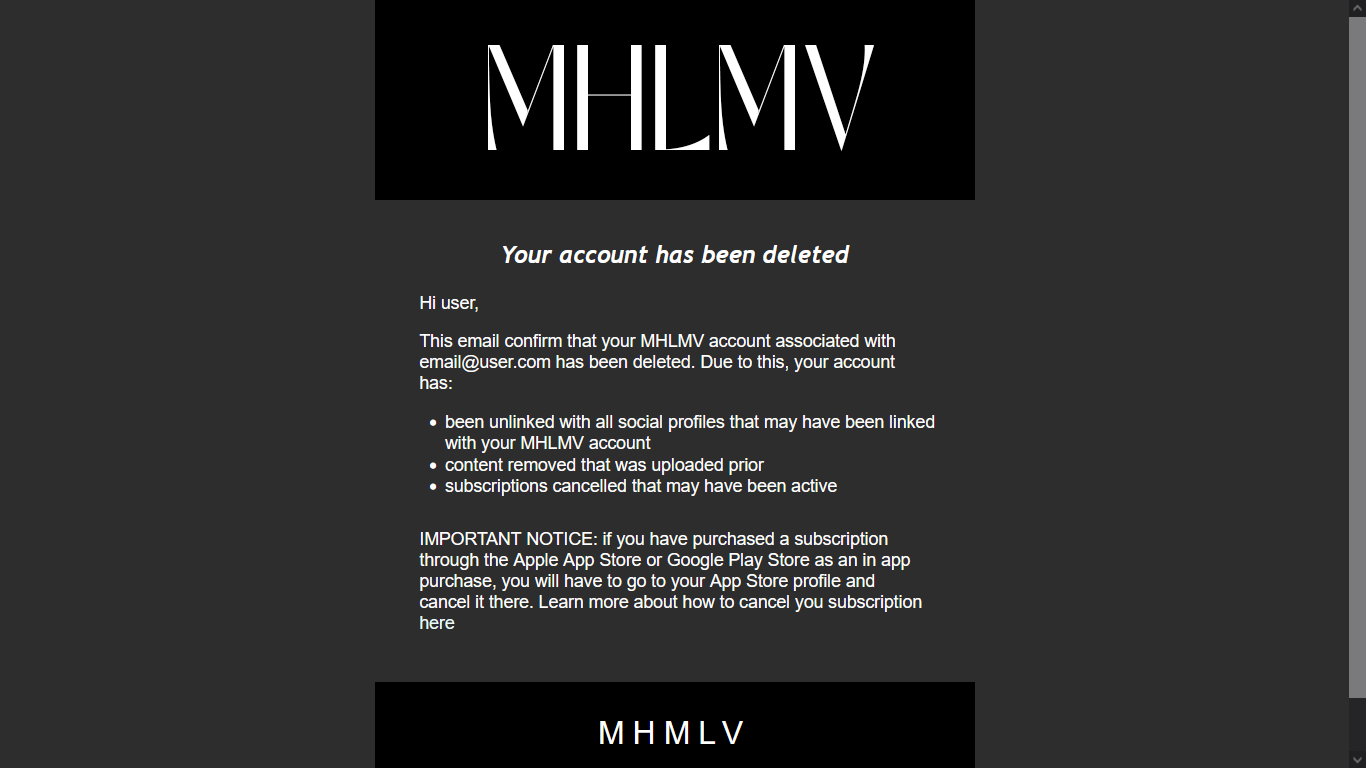 MHLMV
Your account has been deleted
Hi user,
This email confirm that your MHLMV account associated with
email@user.com has been deleted. Due to this, your account
has:
• been unlinked with all social profiles that may have been linked
with your MHLMV account
• content removed that was uploaded prior
• subscriptions cancelled that may have been active
IMPORTANT NOTICE: if you have purchased a subscription
through the Apple App Store or Google Play Store as an in app
purchase, you will have to go to your App Store profile and
cancel it there. Learn more about how to cancel you subscription
here
MHMLV